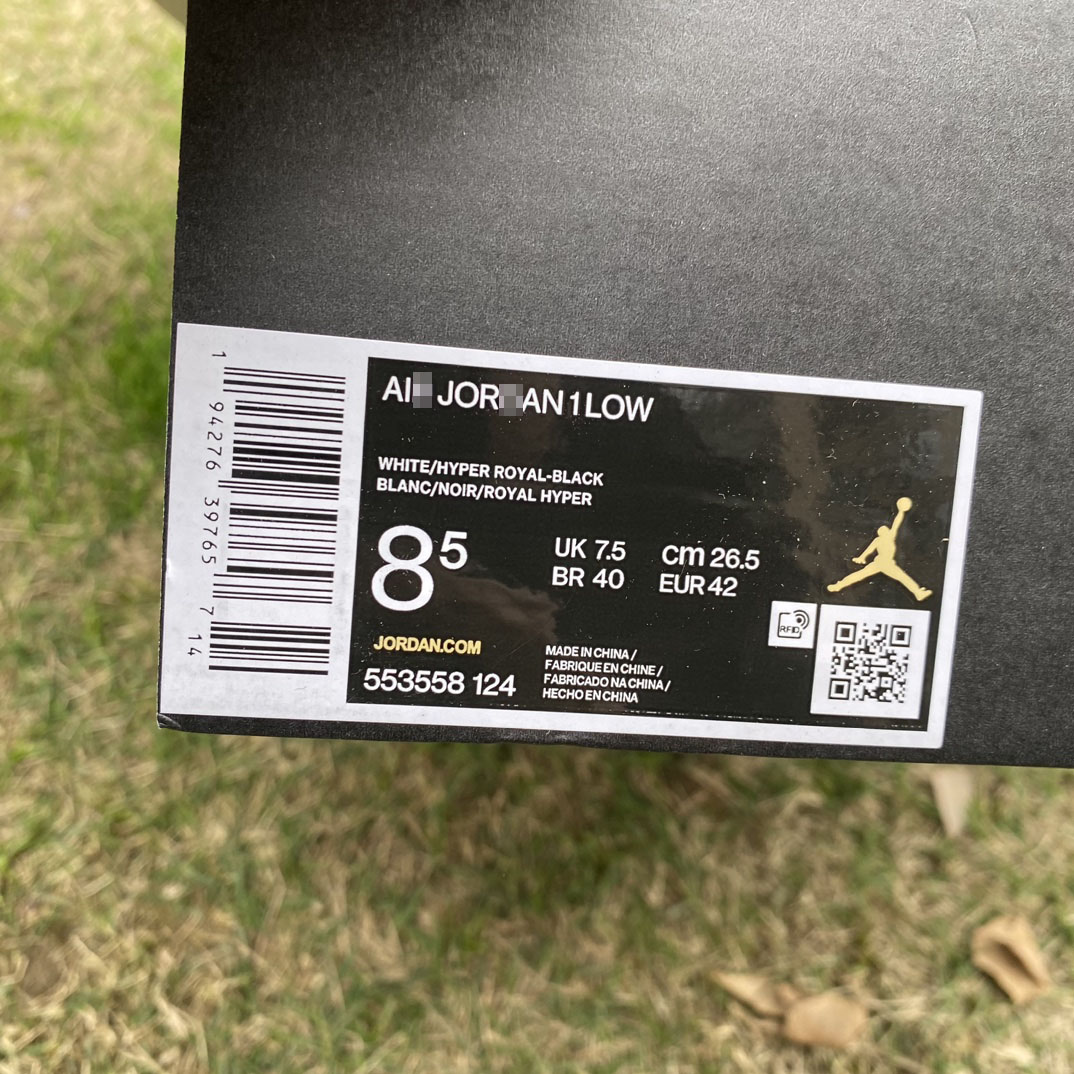 AI JOR AN 1 LOW
WHITE/HYPER ROYAL-BLACK
BLANC/NOIR/ROYAL HYPER
8 5
UK 7.5 cm 26.5
BR 40 EUR 42
RFID
JORDAN.COM
553558 124
MADE IN CHINA /
FABRIQUE EN CHINE /
FABRICADO NA CHINA /
HECHO EN CHINA
1 94276 39765 7 14